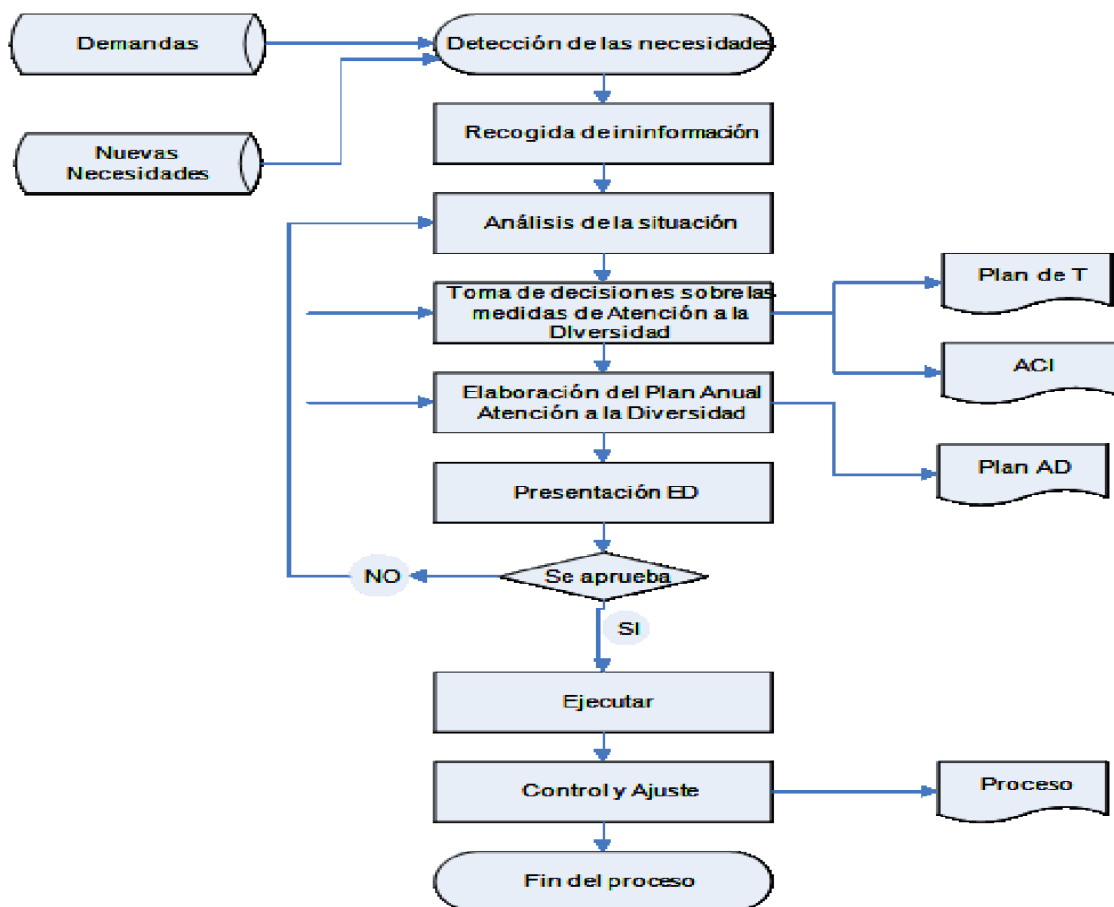 Demandas
Detección de las necesidades
Recogida de ininformación
Nuevas
Necesidades
Análisis de la situación
Toma de decisiones sobre las
medidas de Atención a la
DIversidad
Plan de T
ACI
Elaboración del Plan Anual
Atención a la Diversidad
Plan AD
Presentación ED
Se aprueba
NO
SI
Ejecutar
Control y Ajuste
Proceso
Fin del proceso